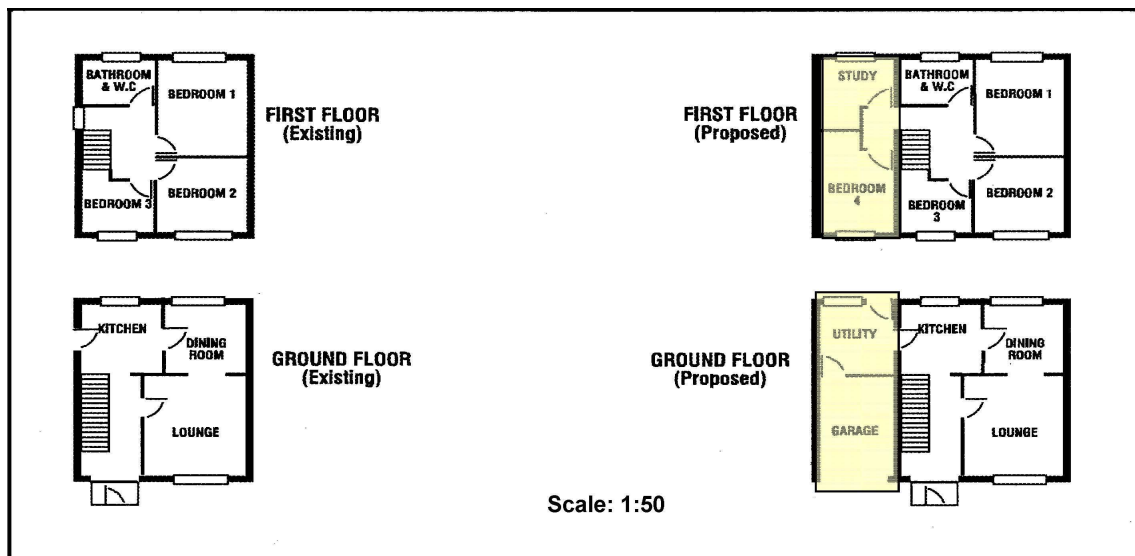 BATHROOM
& W.C
BEDROOM 1
BEDROOM 2
BEDROOM 3
FIRST FLOOR
(Existing)
FIRST FLOOR
(Proposed)
STUDY
BATHROOM
& W.C
BEDROOM 1
BEDROOM
4
BEDROOM
3
BEDROOM 2
KITCHEN
DINING
ROOM
LOUNGE
GROUND FLOOR
(Existing)
GROUND FLOOR
(Proposed)
UTILITY
KITCHEN
DINING
ROOM
GARAGE
LOUNGE
Scale: 1:50